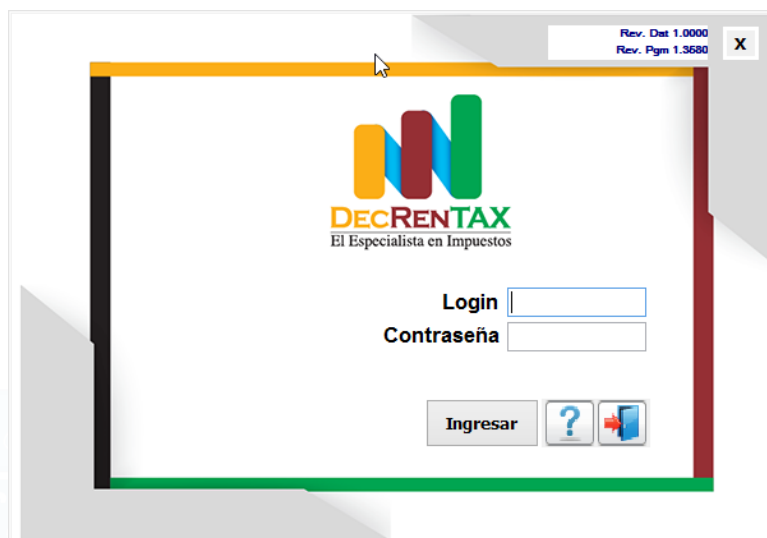 Rev. Dat 1.0000
Rev. Pgm 1.3680
X
DECRENTAX
El Especialista en Impuestos
Login
Contraseña
Ingresar
?